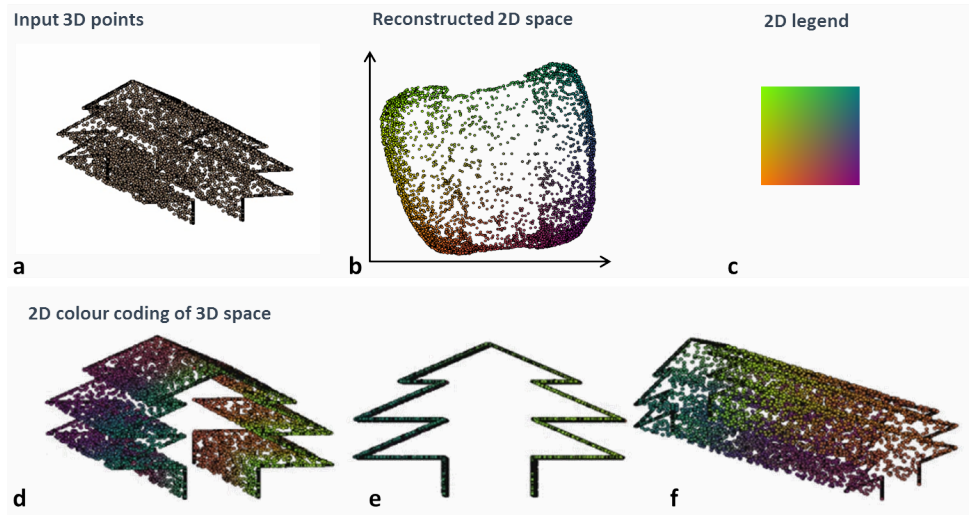 Input 3D points
Reconstructed 2D space
2D legend
a
b
c
2D colour coding of 3D space
d
e
f